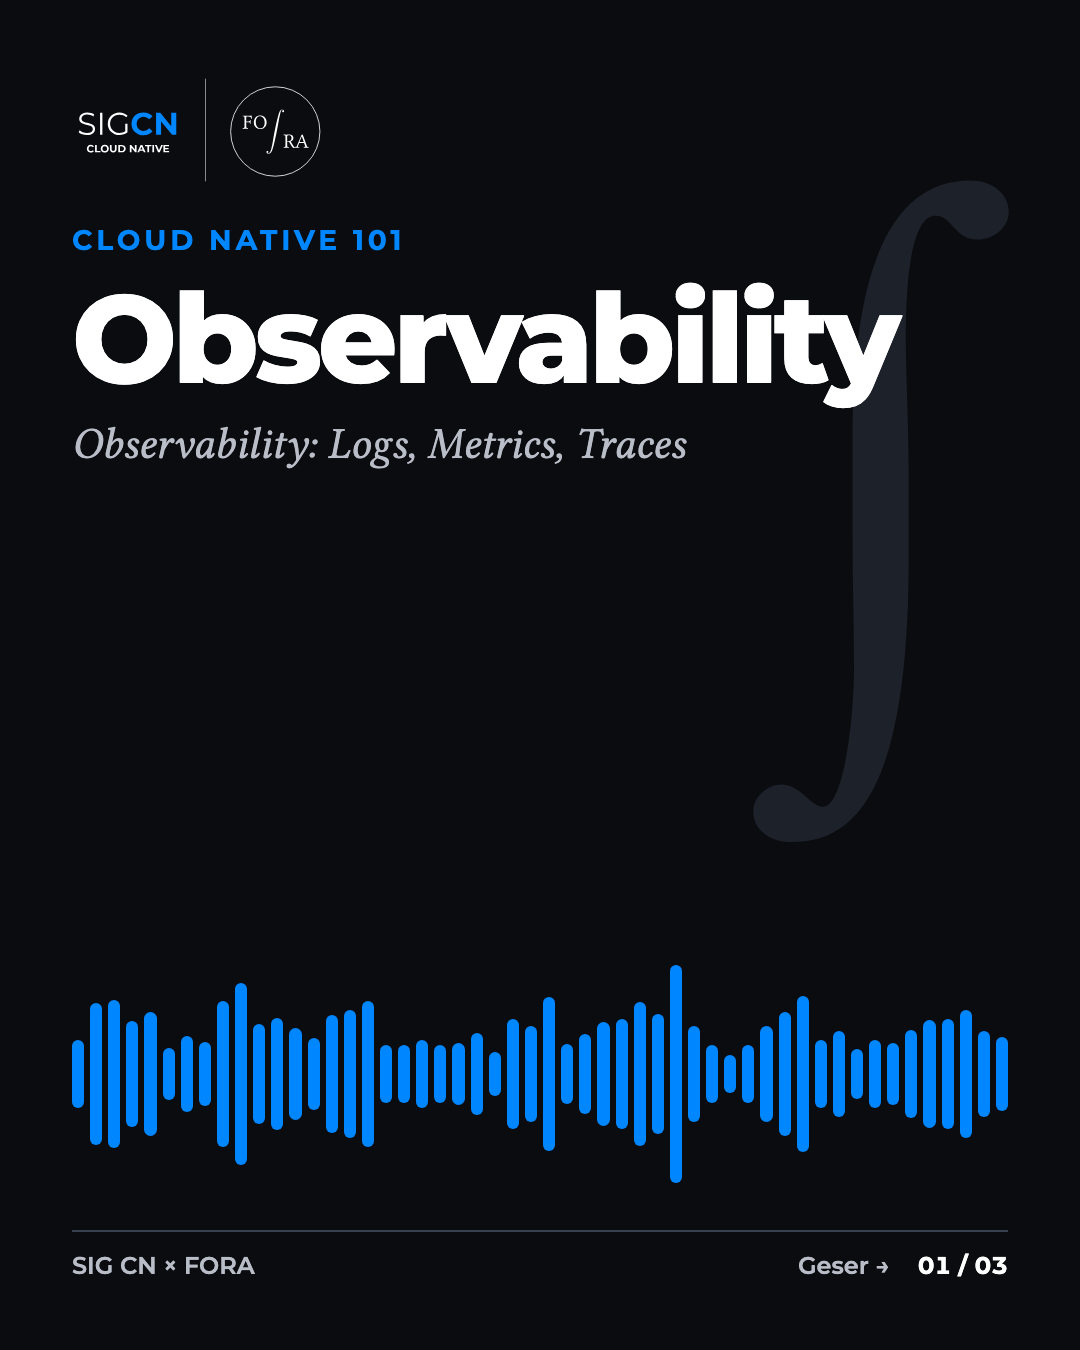 SIGCN
CLOUD NATIVE
FO∫RA
CLOUD NATIVE 101
Observability
Observability: Logs, Metrics, Traces
SIG CN × FORA
Geser → 01 / 03